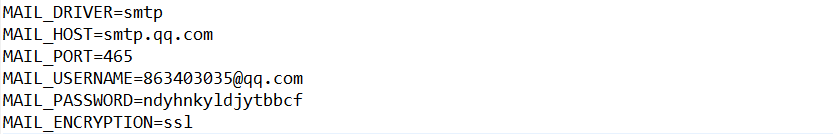 MAIL_DRIVER=smtp
MAIL_HOST=smtp.qq.com
MAIL_PORT=465
MAIL_USERNAME=863403035@qq.com
MAIL_PASSWORD=ndyhnkyldjytbbcf
MAIL_ENCRYPTION=ssl